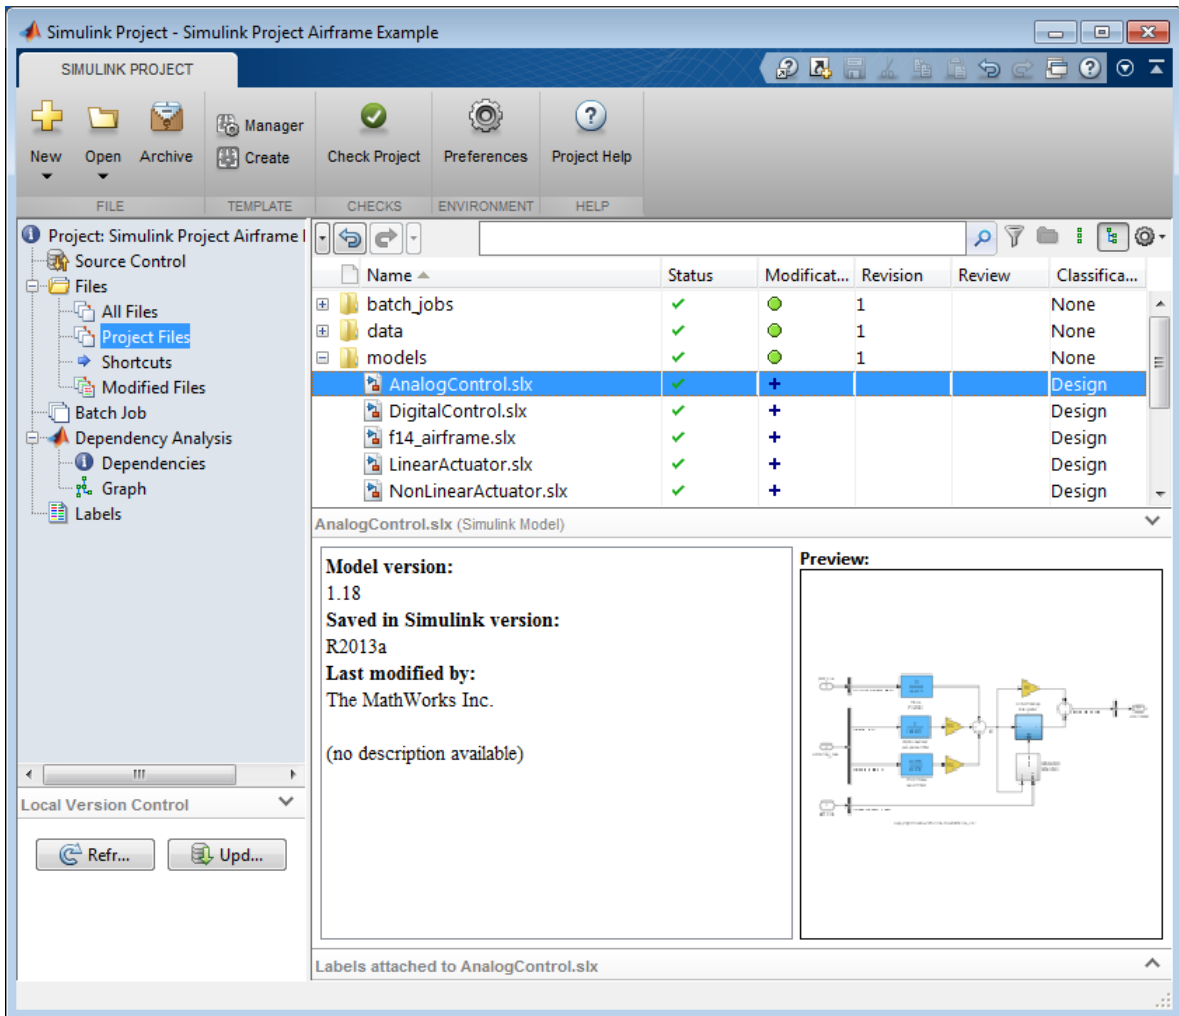 Simulink Project - Simulink Project Airframe Example
SIMULINK PROJECT
New
Open
Archive
Manager
Create
Check Project
Preferences
Project Help
FILE
TEMPLATE
CHECKS
ENVIRONMENT
HELP
Project: Simulink Project Airframe
Source Control
Files
All Files
Project Files
Shortcuts
Modified Files
Batch Job
Dependency Analysis
Dependencies
Graph
Labels
Name Status Modificat... Revision Review Classifica...
batch_jobs 1 None
data 1 None
models 1 None
AnalogControl.slx Design
DigitalControl.slx Design
f14_airframe.slx Design
LinearActuator.slx Design
NonLinearActuator.slx Design
AnalogControl.slx (Simulink Model)
Model version:
1.18
Saved in Simulink version:
R2013a
Last modified by:
The MathWorks Inc.
(no description available)
Preview:
Local Version Control
Refr...
Upd...
Labels attached to AnalogControl.slx